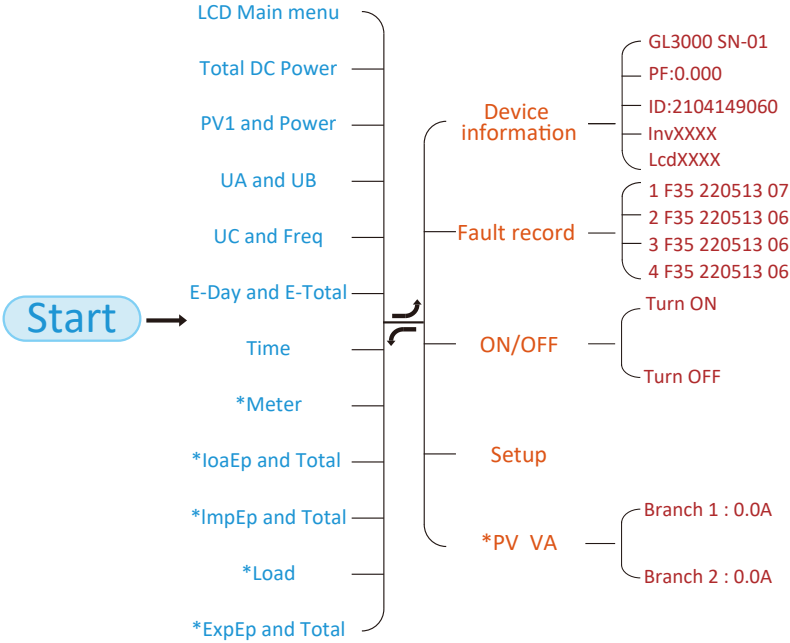 Start
LCD Main menu
Total DC Power
PV1 and Power
UA and UB
UC and Freq
E-Day and E-Total
Time
*Meter
*IoaEp and Total
*ImpEp and Total
*Load
*ExpEp and Total
Device
information
GL3000 SN-01
PF:0.000
ID:2104149060
InvXXXX
LcdXXXX
Fault record
1 F35 220513 07
2 F35 220513 06
3 F35 220513 06
4 F35 220513 06
ON/OFF
Turn ON
Turn OFF
Setup
*PV VA
Branch 1 : 0.0A
Branch 2 : 0.0A